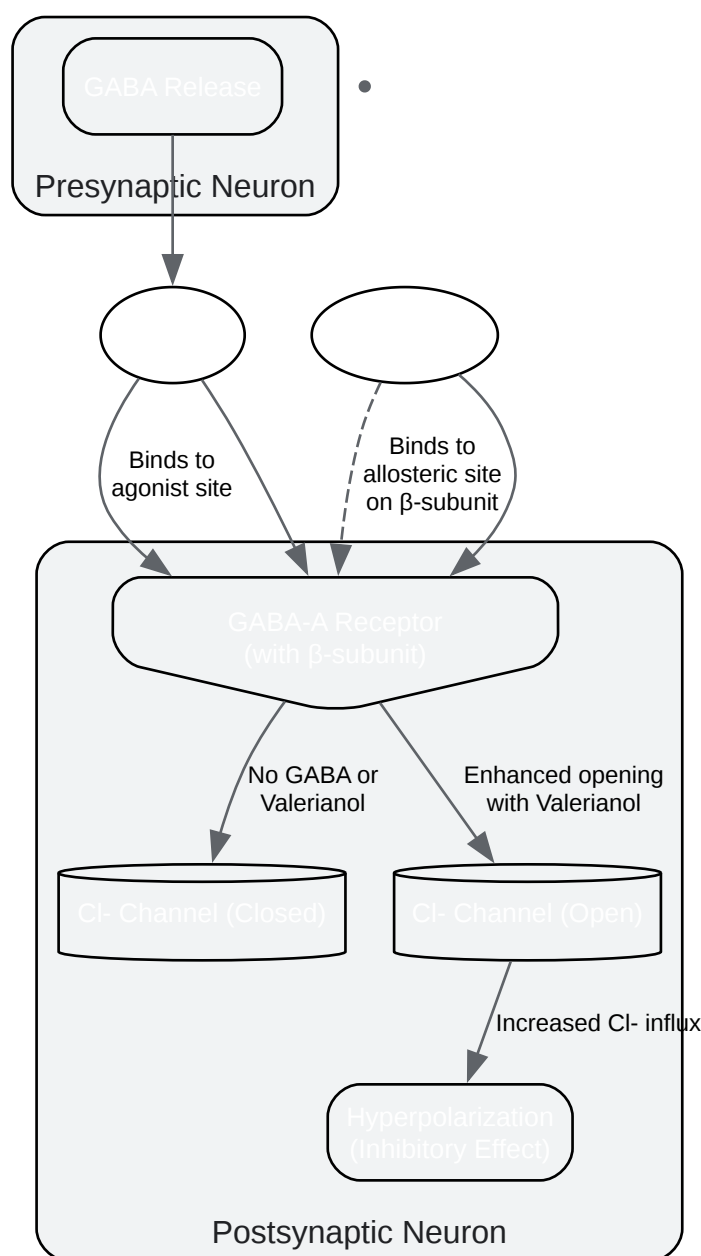 GABA Release
Presynaptic Neuron
Binds to
agonist site
Binds to
allosteric site
on β-subunit
GABA-A Receptor
(with β-subunit)
No GABA or
Valerianol
Enhanced opening
with Valerianol
Cl- Channel (Closed)
Cl- Channel (Open)
Increased Cl- influx
Hyperpolarization
(Inhibitory Effect)
Postsynaptic Neuron